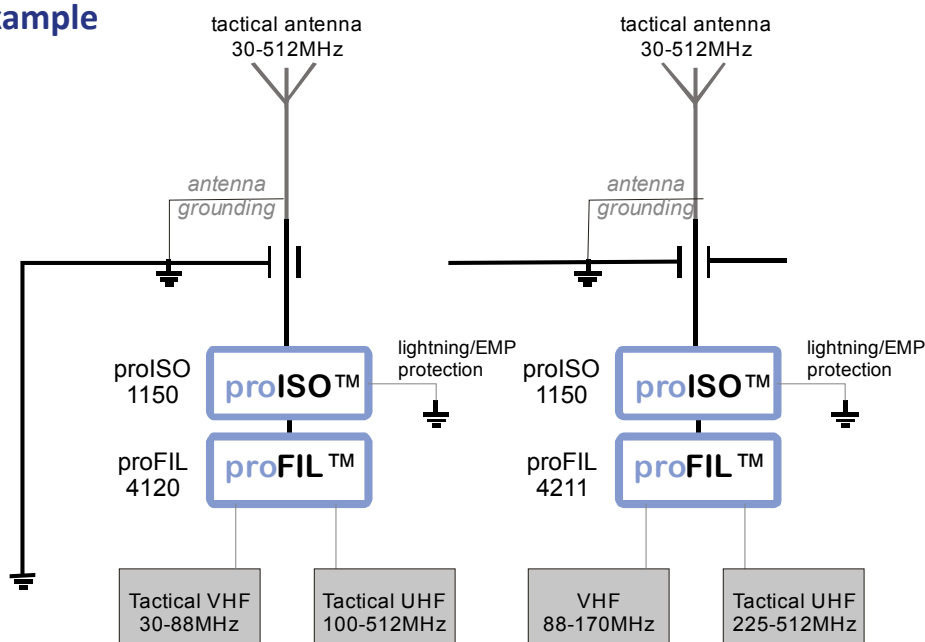 xample
tactical antenna
30-512MHz
tactical antenna
30-512MHz
antenna
grounding
antenna
grounding
proISO
1150
proISO™
lightning/EMP
protection
proISO
1150
proISO™
lightning/EMP
protection
proFIL
4120
proFIL™
proFIL
4211
proFIL™
Tactical VHF
30-88MHz
Tactical UHF
100-512MHz
VHF
88-170MHz
Tactical UHF
225-512MHz